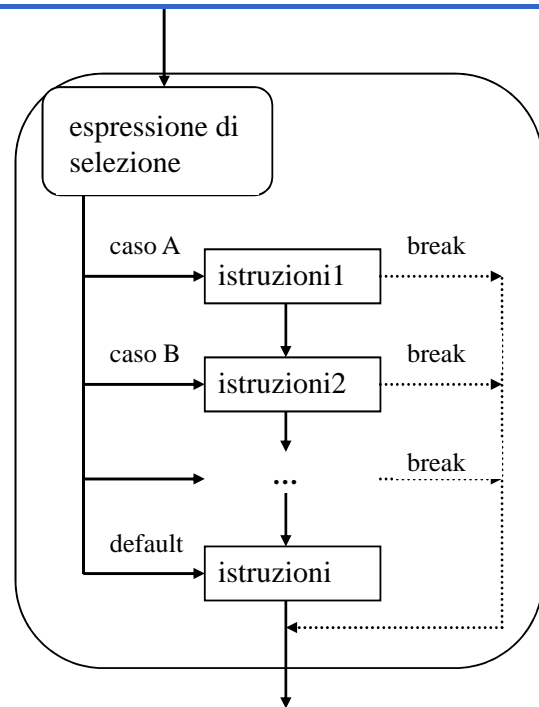 espressione di
selezione
caso A
istruzioni1
break
caso B
istruzioni2
break
...
break
default
istruzioni